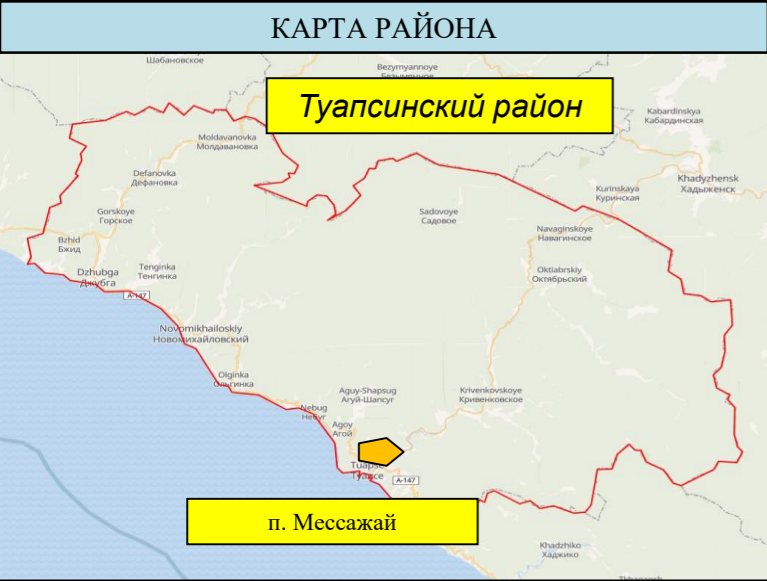 КАРТА РАЙОНА
Шабановское
Bezymyannoye
Туапсинский район
Kabardinskya
Кабардинская
Moldavanovka
Молдавановка
Defanovka
Дефановка
Khadyzhensk
Хадыженск
Kurinskaya
Куринская
Gorskoye
Горское
Sadovoye
Садовое
Navaginskoye
Навагинское
Bzhid
Бжид
Tenginka
Тенгинка
Dzhubga
Джубга
Oktiabrskiy
Октябрьский
A-147
Novomikhailoskiy
Новомихайловский
Olginka
Ольгинка
Aguy-Shapsug
Агуй-Шапсуг
Krivenkovskoye
Кривенковское
Nebug
Небуг
Agoy
Агой
Tuapse
Туапсе
A-147
п. Мессажай
Khadzhiko
Хаджико